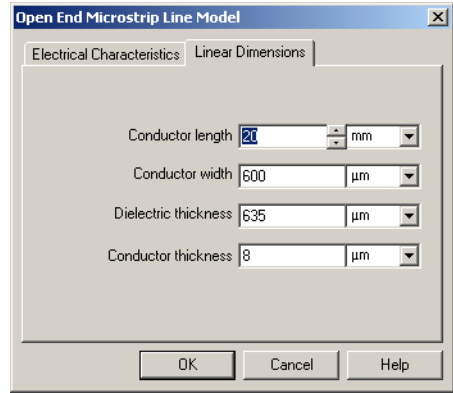 Open End Microstrip Line Model
Electrical Characteristics Linear Dimensions
Conductor length 20 mm
Conductor width 600 µm
Dielectric thickness 635 µm
Conductor thickness 8 µm
OK Cancel Help